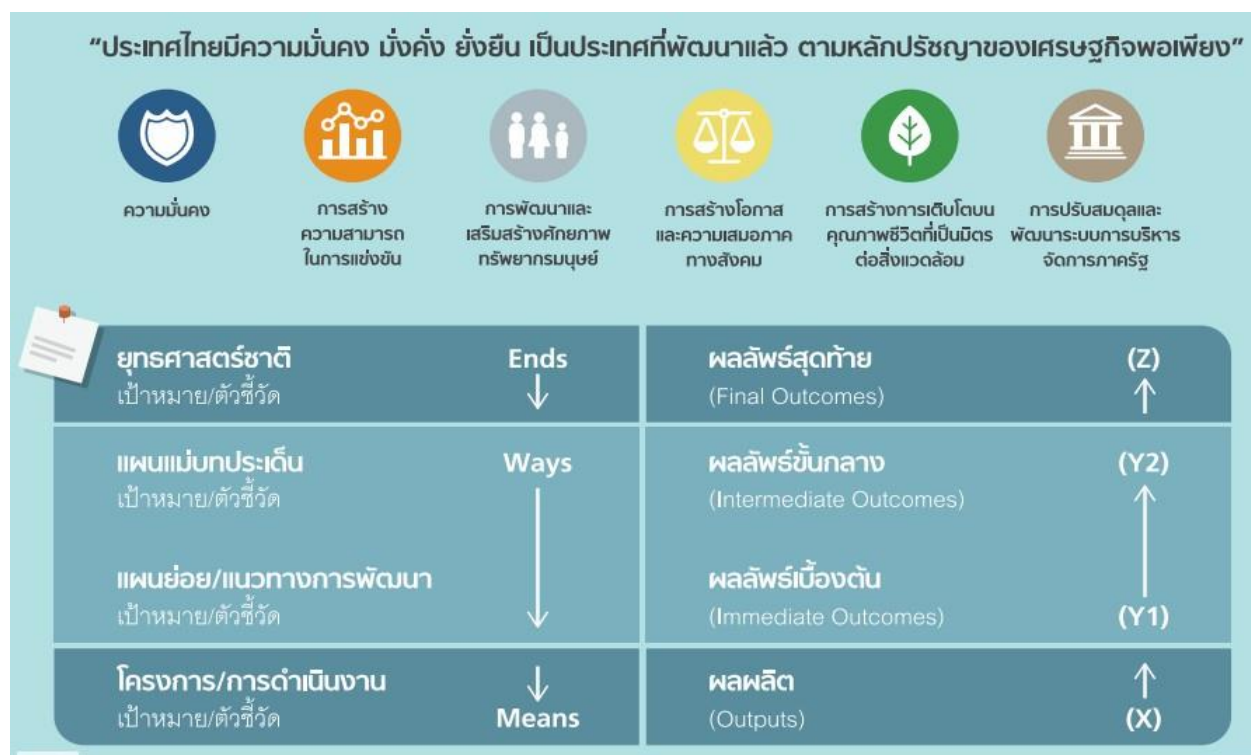 “ประเทศไทยมีความมั่นคง มั่งคั่ง ยั่งยืน เป็นประเทศที่พัฒนาแล้ว ตามหลักปรัชญาของเศรษฐกิจพอเพียง”
ความมั่นคง
การสร้าง
ความสามารถ
ในการแข่งขัน
การพัฒนาและ
เสริมสร้างศักยภาพ
ทรัพยากรมนุษย์
การสร้างโอกาส
และความเสมอภาค
ทางสังคม
การสร้างการเติบโตบน
คุณภาพชีวิตที่เป็นมิตร
ต่อสิ่งแวดล้อม
การปรับสมดุลและ
พัฒนาระบบการบริหาร
จัดการภาครัฐ
ยุทธศาสตร์ชาติ Ends
เป้าหมาย/ตัวชี้วัด
ผลลัพธ์สุดท้าย (Z)
(Final Outcomes)
แผนแม่บทประเด็น Ways
เป้าหมาย/ตัวชี้วัด
ผลลัพธ์ขั้นกลาง (Y2)
(Intermediate Outcomes)
แผนย่อย/แนวทางการพัฒนา
เป้าหมาย/ตัวชี้วัด
ผลลัพธ์เบื้องต้น
(Immediate Outcomes) (Y1)
โครงการ/การดำเนินงาน
เป้าหมาย/ตัวชี้วัด Means
ผลผลิต
(Outputs) (X)